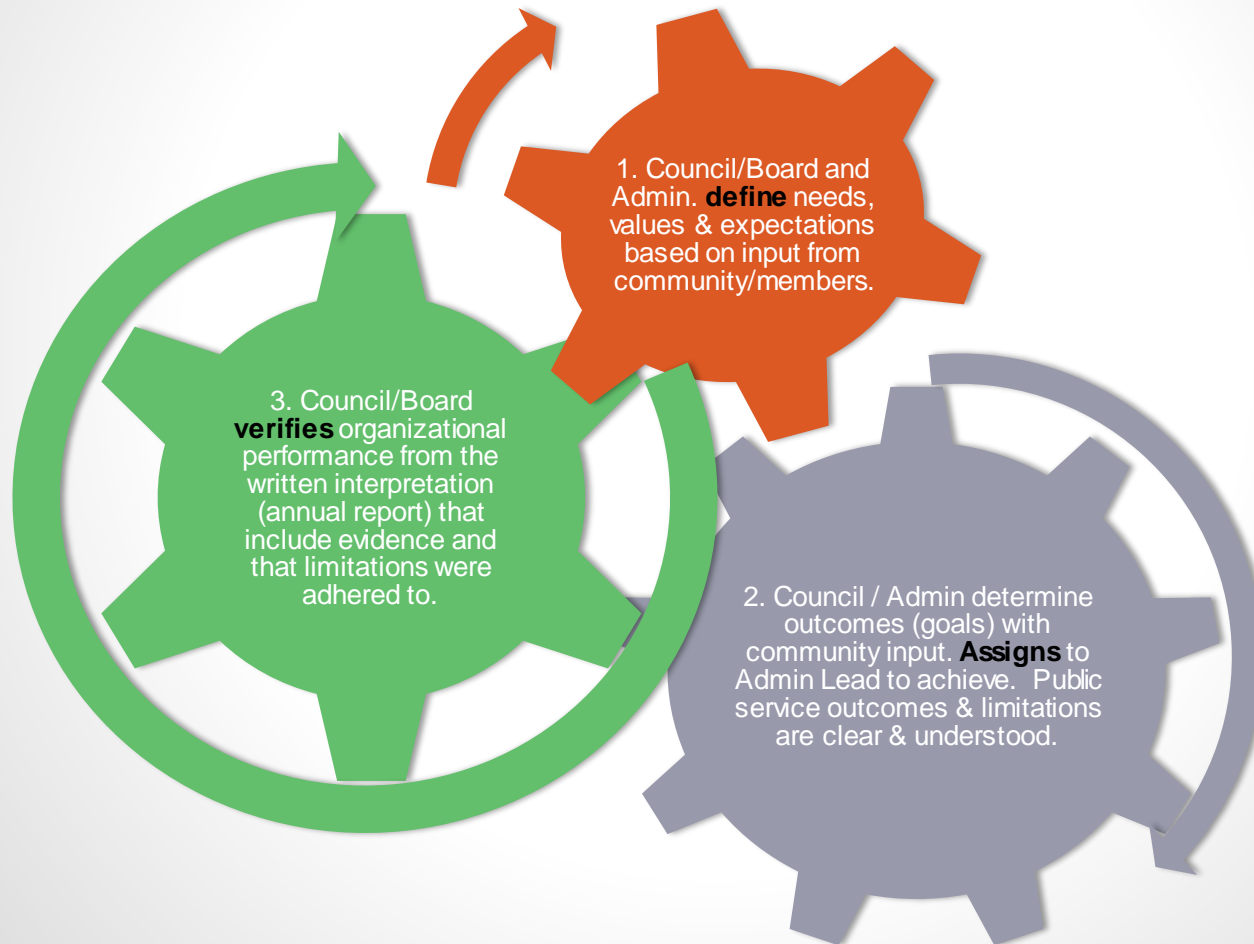 1. Council/Board and
Admin. define needs,
values & expectations
based on input from
community/members.
2. Council / Admin determine
outcomes (goals) with
community input. Assigns to
Admin Lead to achieve. Public
service outcomes & limitations
are clear & understood.
3. Council/Board
verifies organizational
performance from the
written interpretation
(annual report) that
include evidence and
that limitations were
adhered to.